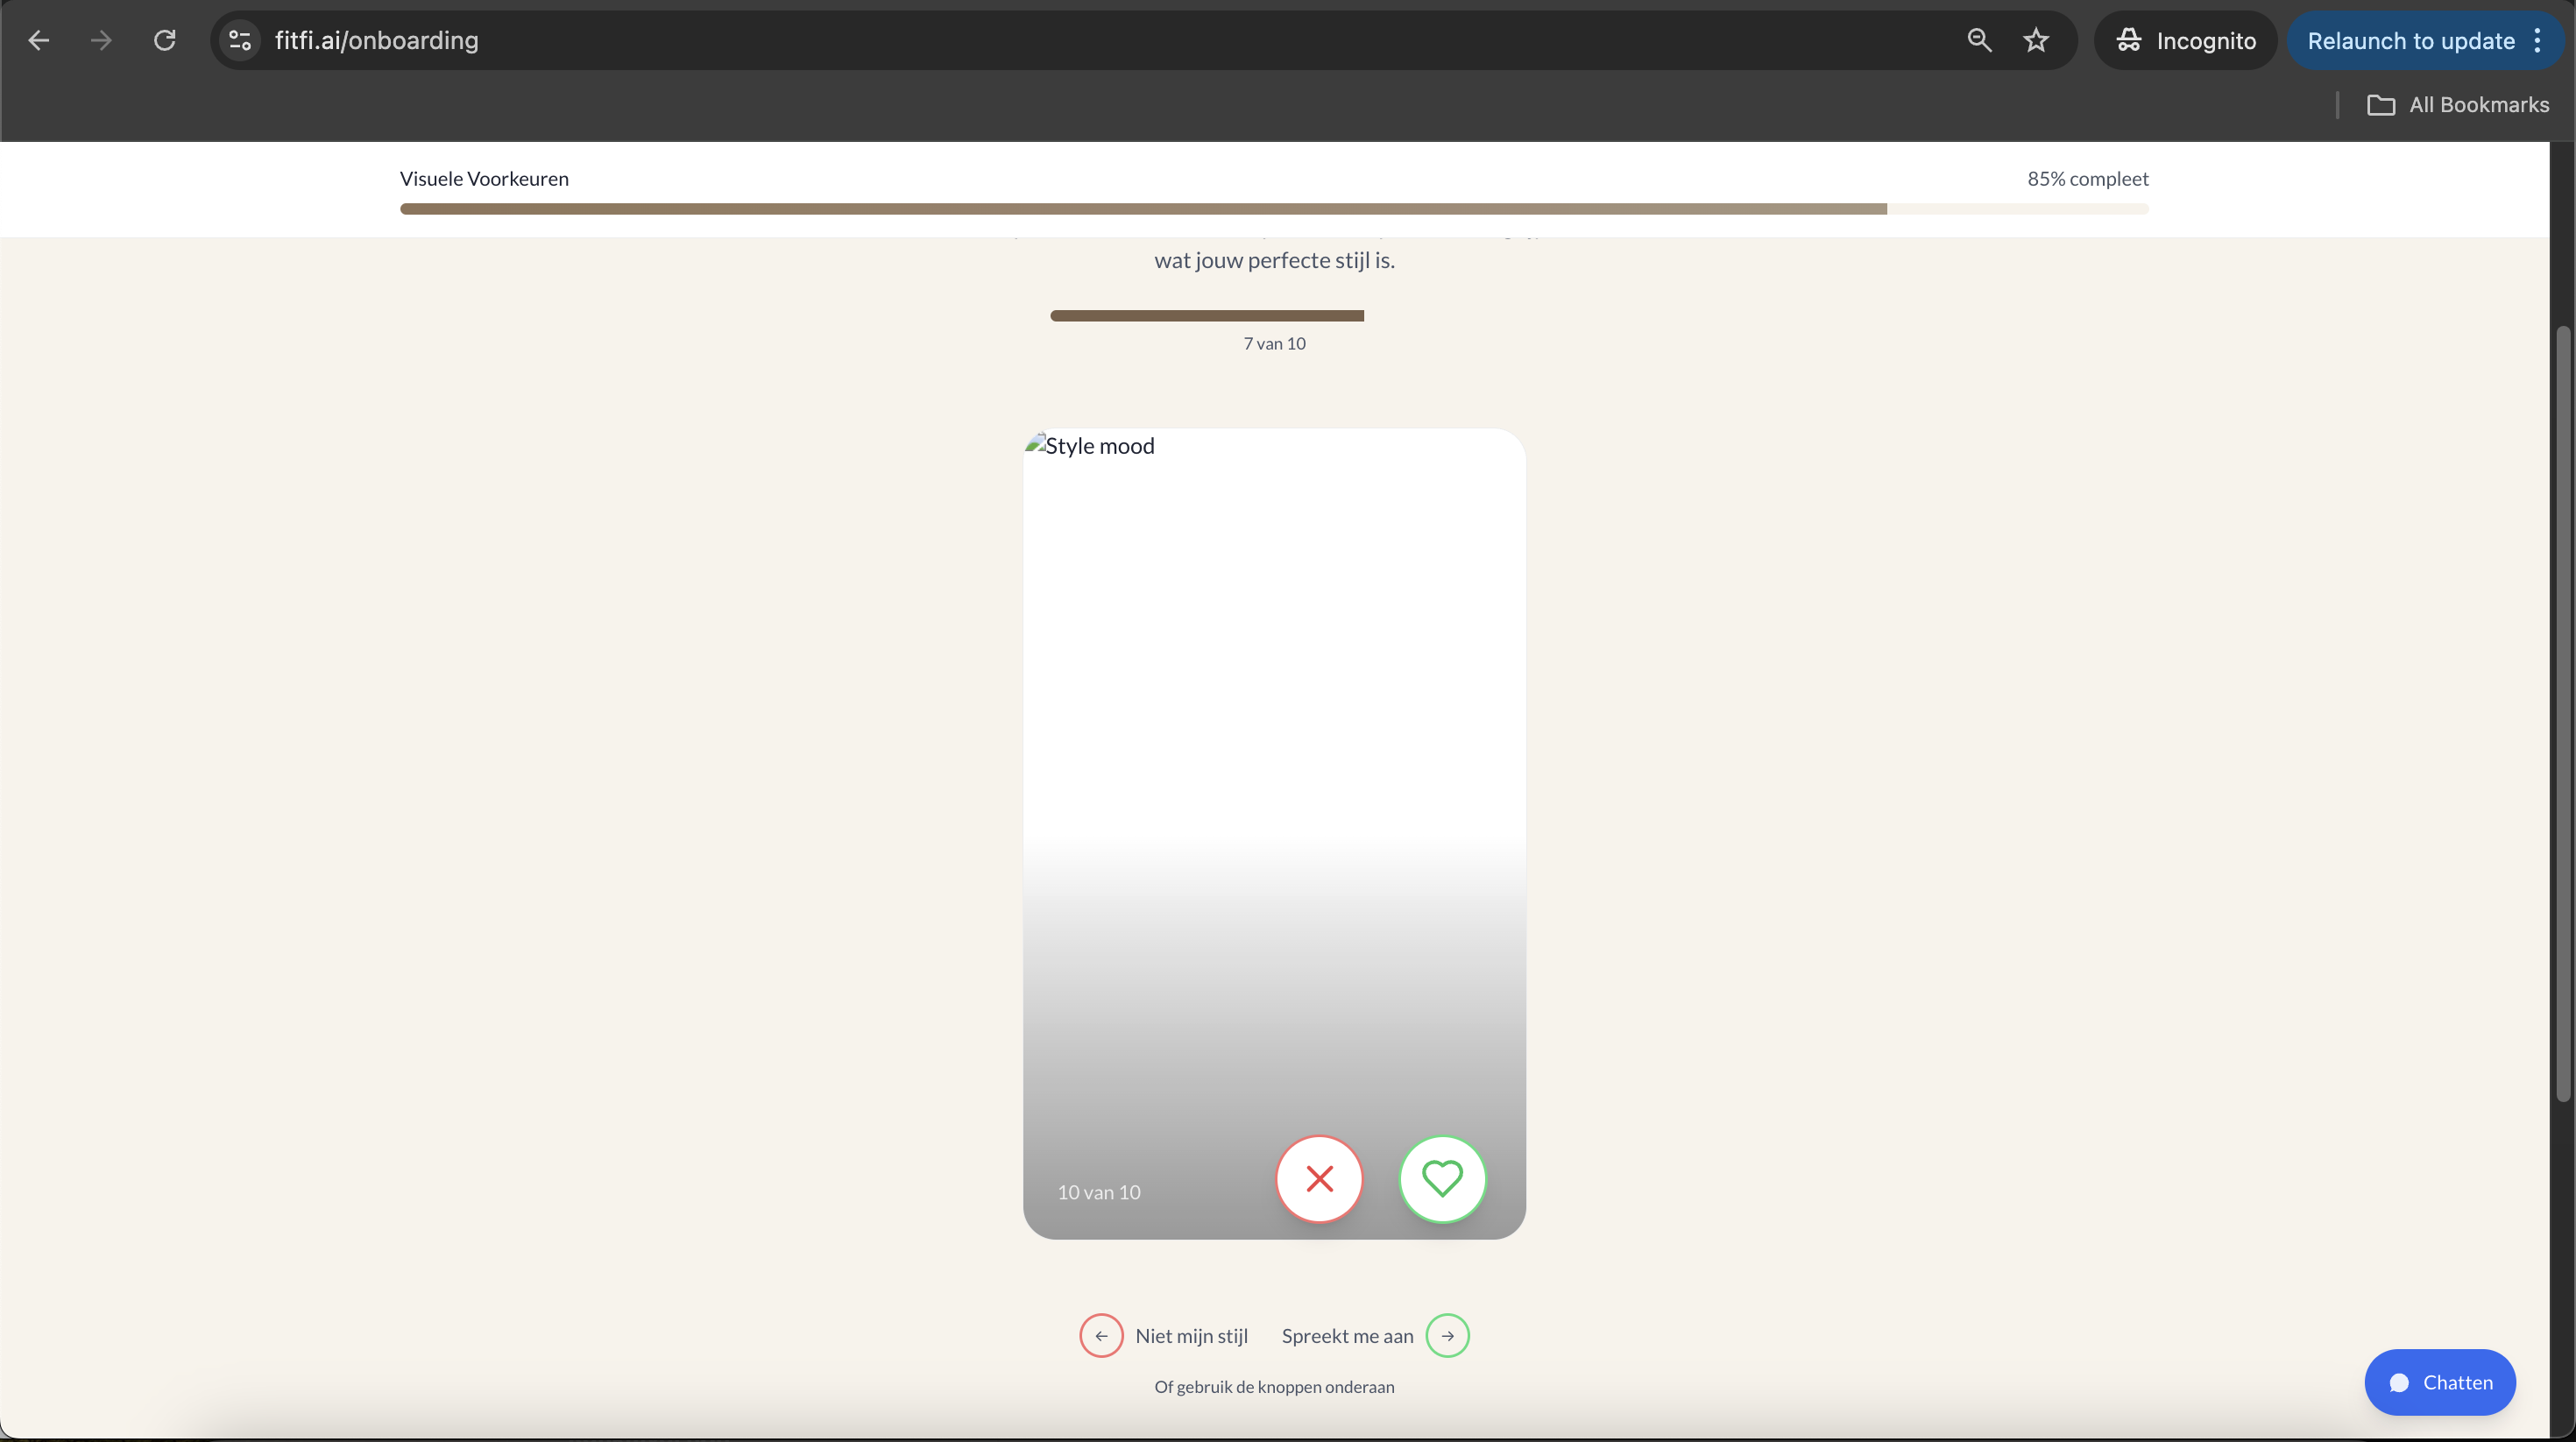 fitfi.ai/onboarding
Incognito
Relaunch to update
All Bookmarks
Visuele Voorkeuren
85% compleet
wat jouw perfecte stijl is.
7 van 10
Style mood
10 van 10
Niet mijn stijl
Spreekt me aan
Of gebruik de knoppen onderaan
Chatten